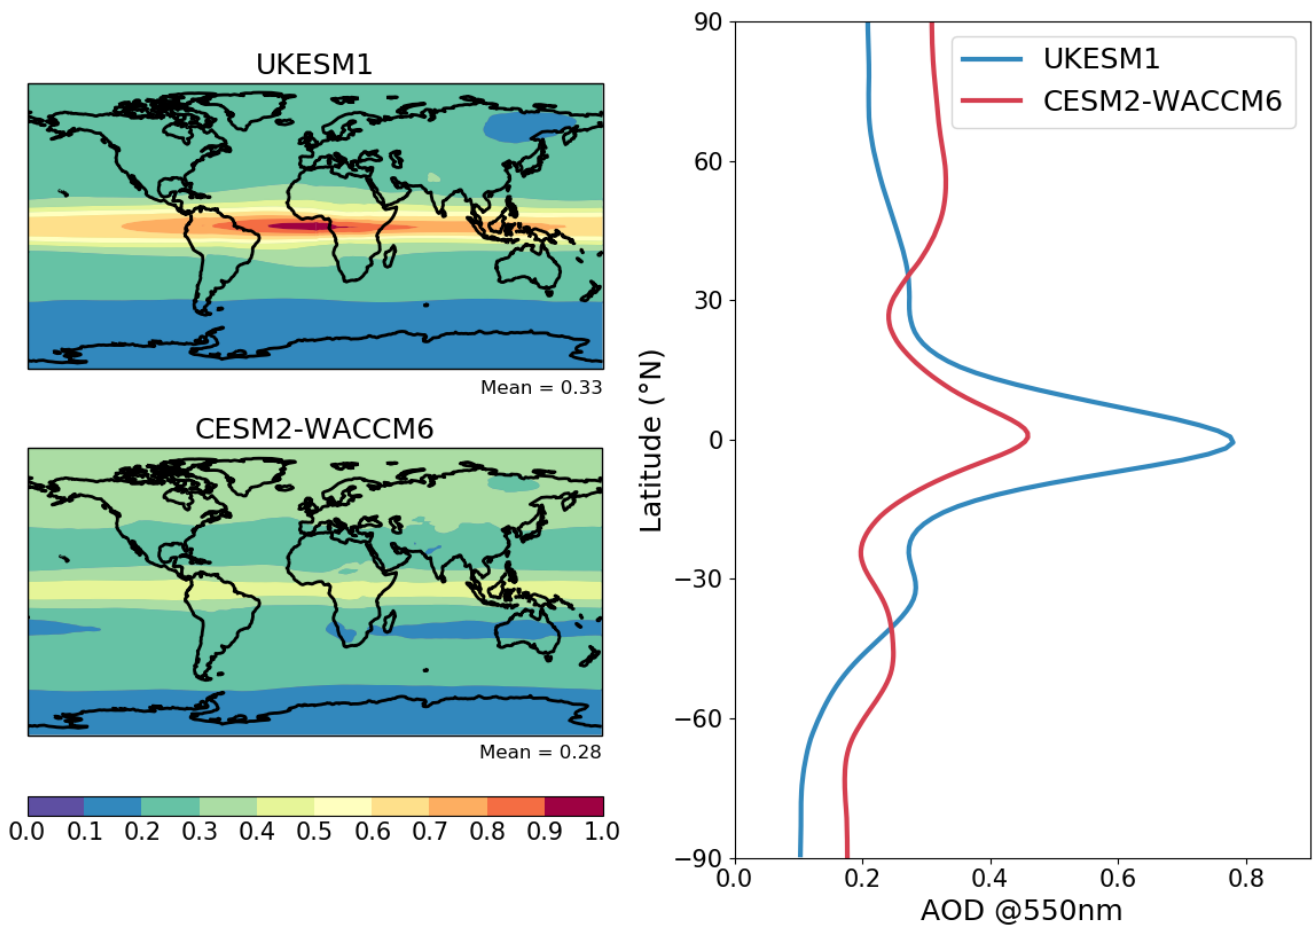 UKESM1
Mean = 0.33
CESM2-WACCM6
Mean = 0.28
0.0 0.1 0.2 0.3 0.4 0.5 0.6 0.7 0.8 0.9 1.0
UKESM1
CESM2-WACCM6
Latitude (°N)
90
60
30
0
−30
−60
−90
0.0 0.2 0.4 0.6 0.8
AOD @550nm